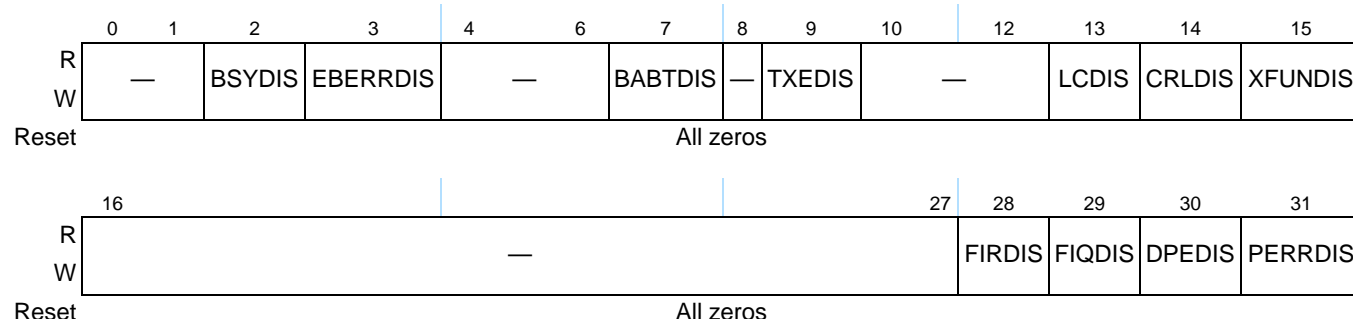 0 1 2 3 4 6 7 8 9 10 12 13 14 15
R
— BSYDIS EBERRDIS — BABTDIS — TXEDIS — LCDIS CRLDIS XFUNDIS
W
Reset All zeros
16 27 28 29 30 31
R
— FIRDIS FIQDIS DPEDIS PERRDIS
W
Reset All zeros